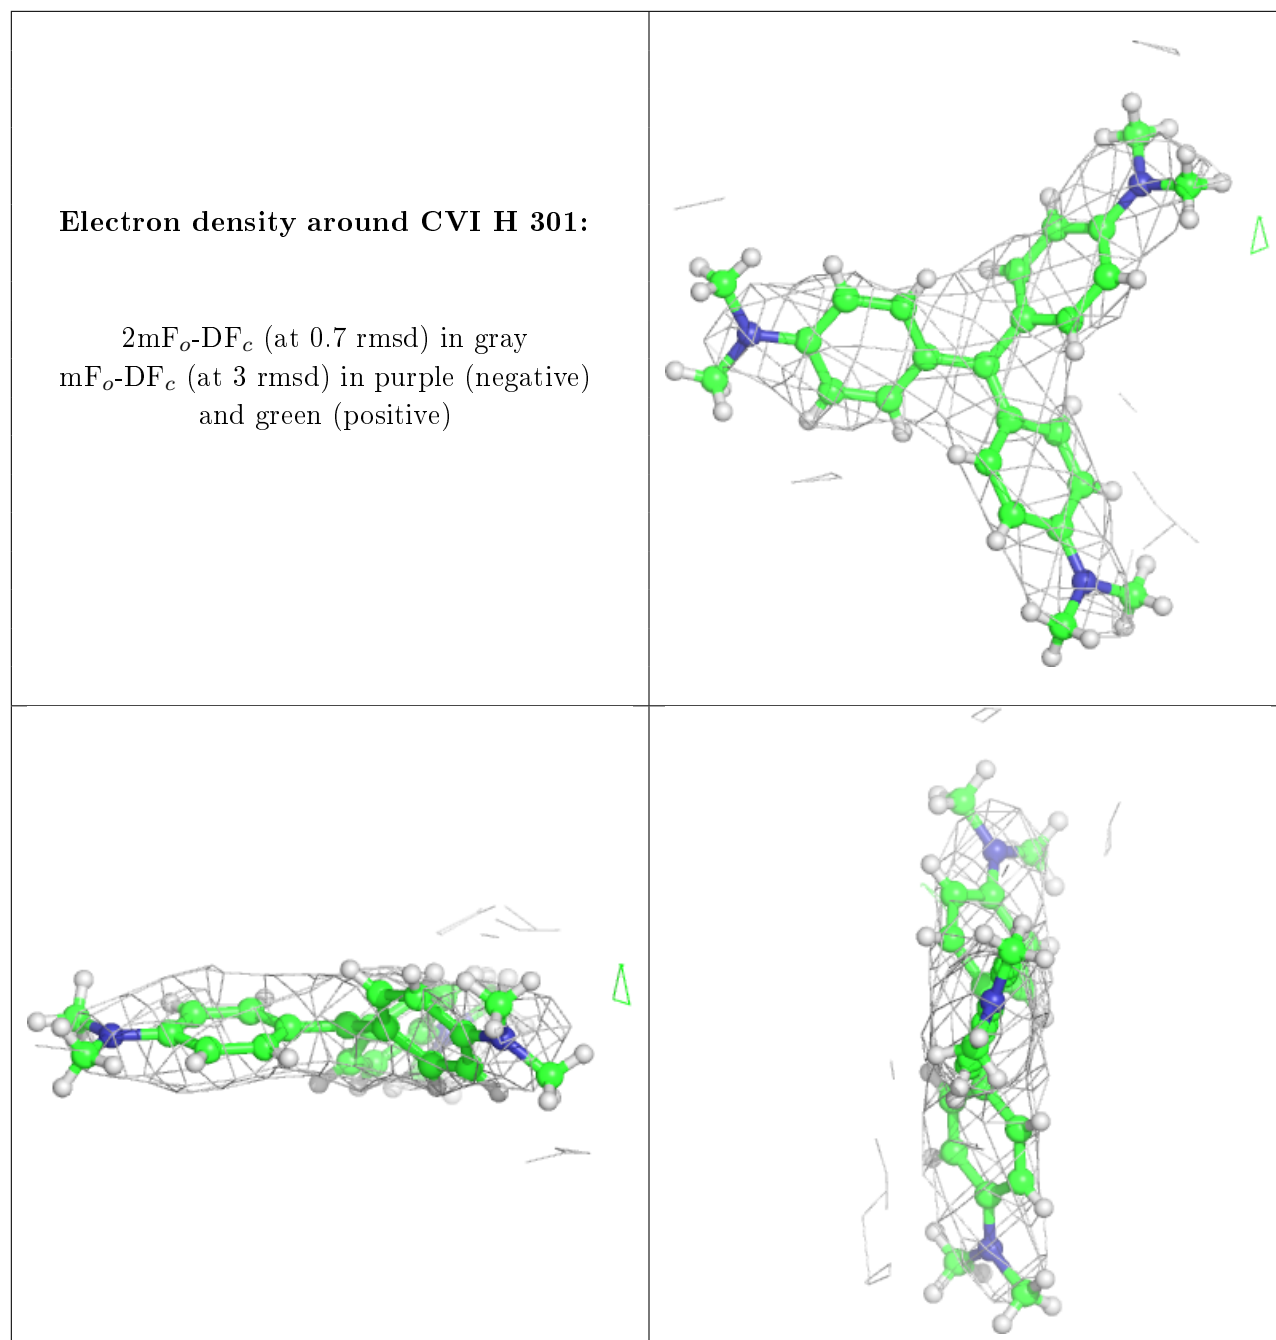 Electron density around CVI H 301:
2mFo-DFc (at 0.7 rmsd) in gray
mFo-DFc (at 3 rmsd) in purple (negative)
and green (positive)